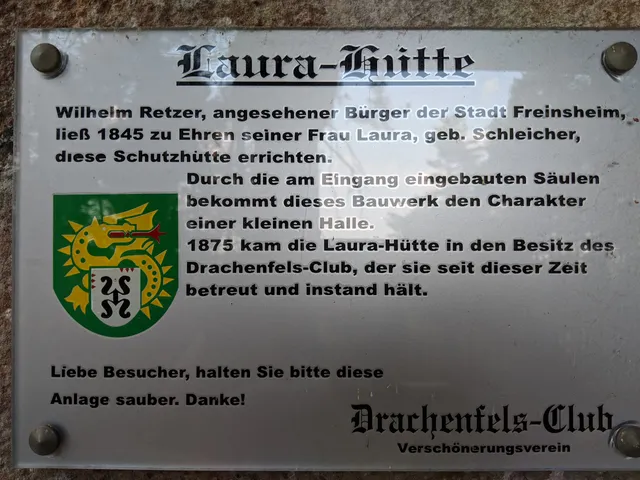 Laura-Hütte
Wilhelm Retzer, angesehener Bürger der Stadt Freinsheim,
ließ 1845 zu Ehren seiner Frau Laura, geb. Schleicher,
diese Schutzhütte errichten.
Durch die am Eingang eingebauten Säulen
bekommt dieses Bauwerk den Charakter
einer kleinen Halle.
1875 kam die Laura-Hütte in den Besitz des
Drachenfels-Club, der sie seit dieser Zeit
betreut und instand hält.
Liebe Besucher, halten Sie bitte diese
Anlage sauber. Danke!
Drachenfels-Club
Verschönerungsverein